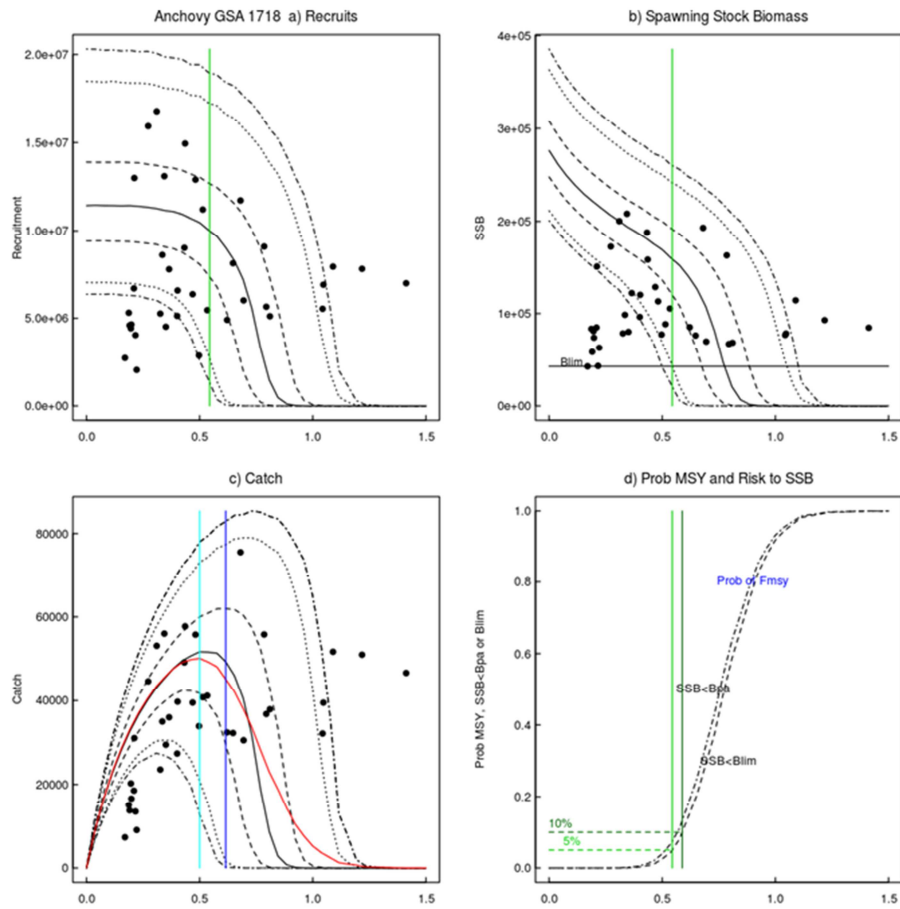 Anchovy GSA 1718 a) Recruits
b) Spawning Stock Biomass
Recruitment
2.0e+07
1.5e+07
1.0e+07
5.0e+06
0.0e+00
0.0
0.5
1.0
1.5
SSB
4e+05
3e+05
2e+05
1e+05
0e+00
Blim
0.0
0.5
1.0
1.5
c) Catch
d) Prob MSY and Risk to SSB
Catch
80000
60000
40000
20000
0
0.0
0.5
1.0
1.5
Prob MSY, SSB<Bpa or Blim
1.0
0.8
0.6
0.4
0.2
0.0
Prob of Fmsy
SSB<Bpa
SSB<Blim
10%
5%
0.0
0.5
1.0
1.5